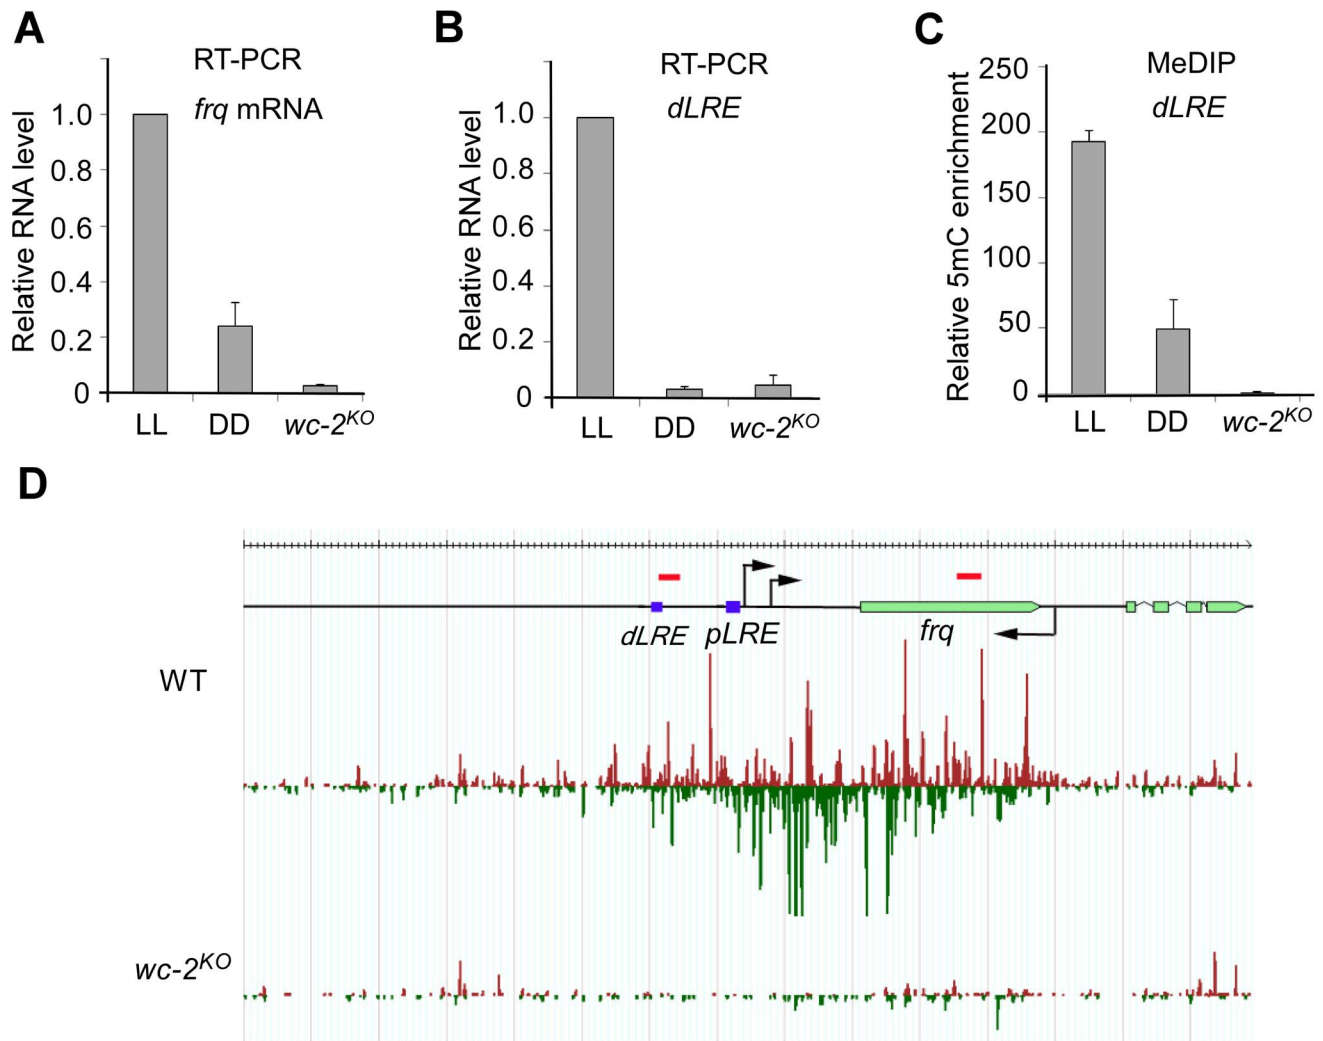 A
RT-PCR
frq mRNA
Relative RNA level
1.0
0.8
0.6
0.4
0.2
0
LL DD wc-2KO
B
RT-PCR
dLRE
Relative RNA level
1.0
0.8
0.6
0.4
0.2
0
LL DD wc-2KO
C
MeDIP
dLRE
Relative 5mC enrichment
250
200
150
100
50
0
LL DD wc-2KO
D
dLRE pLRE frq
WT
wc-2KO